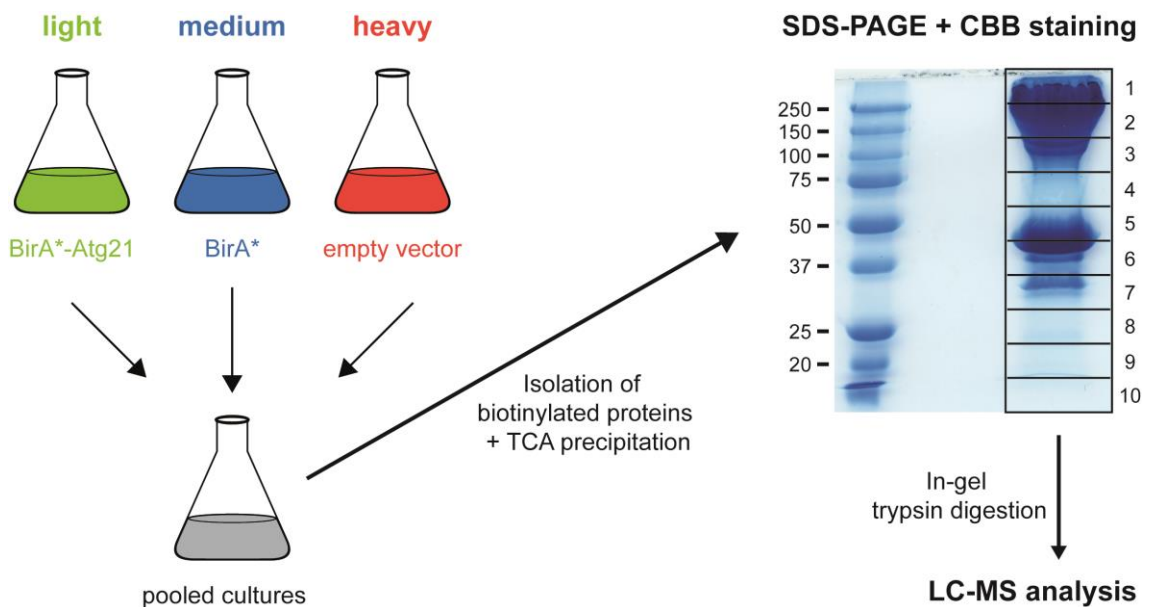 light
medium
heavy
BirA*-Atg21
BirA*
empty vector
pooled cultures
Isolation of
biotinylated proteins
+ TCA precipitation
SDS-PAGE + CBB staining
250
150
100
75
50
37
25
20
1
2
3
4
5
6
7
8
9
10
In-gel
trypsin digestion
LC-MS analysis